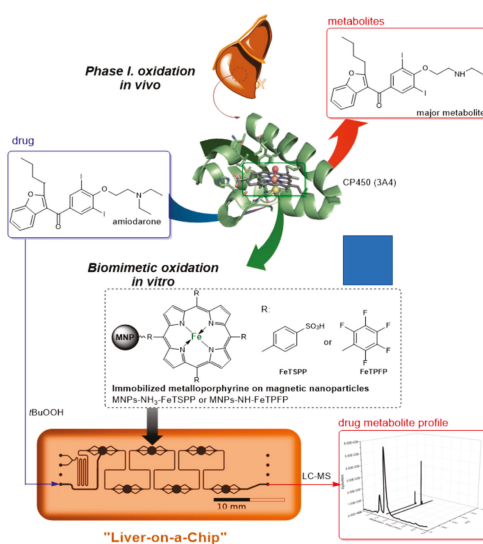 metabolites
Phase I. oxidation
in vivo
I
O
NH
O
O
I
major metabolite
drug
CP450 (3A4)
I
O
N
O
O
I
amiodarone
Biomimetic oxidation
in vitro
R
R:
SO₃H
F
F
F
F
F
or
N
N
N
N
Fe
MNP
R
R
R
FeTSPP
FeTPFP
Immobilized metalloporphyrine on magnetic nanoparticles
MNPs-NH₃-FeTSPP or MNPs-NH-FeTPFP
tBuOOH
drug metabolite profile
LC-MS
10 mm
"Liver-on-a-Chip"